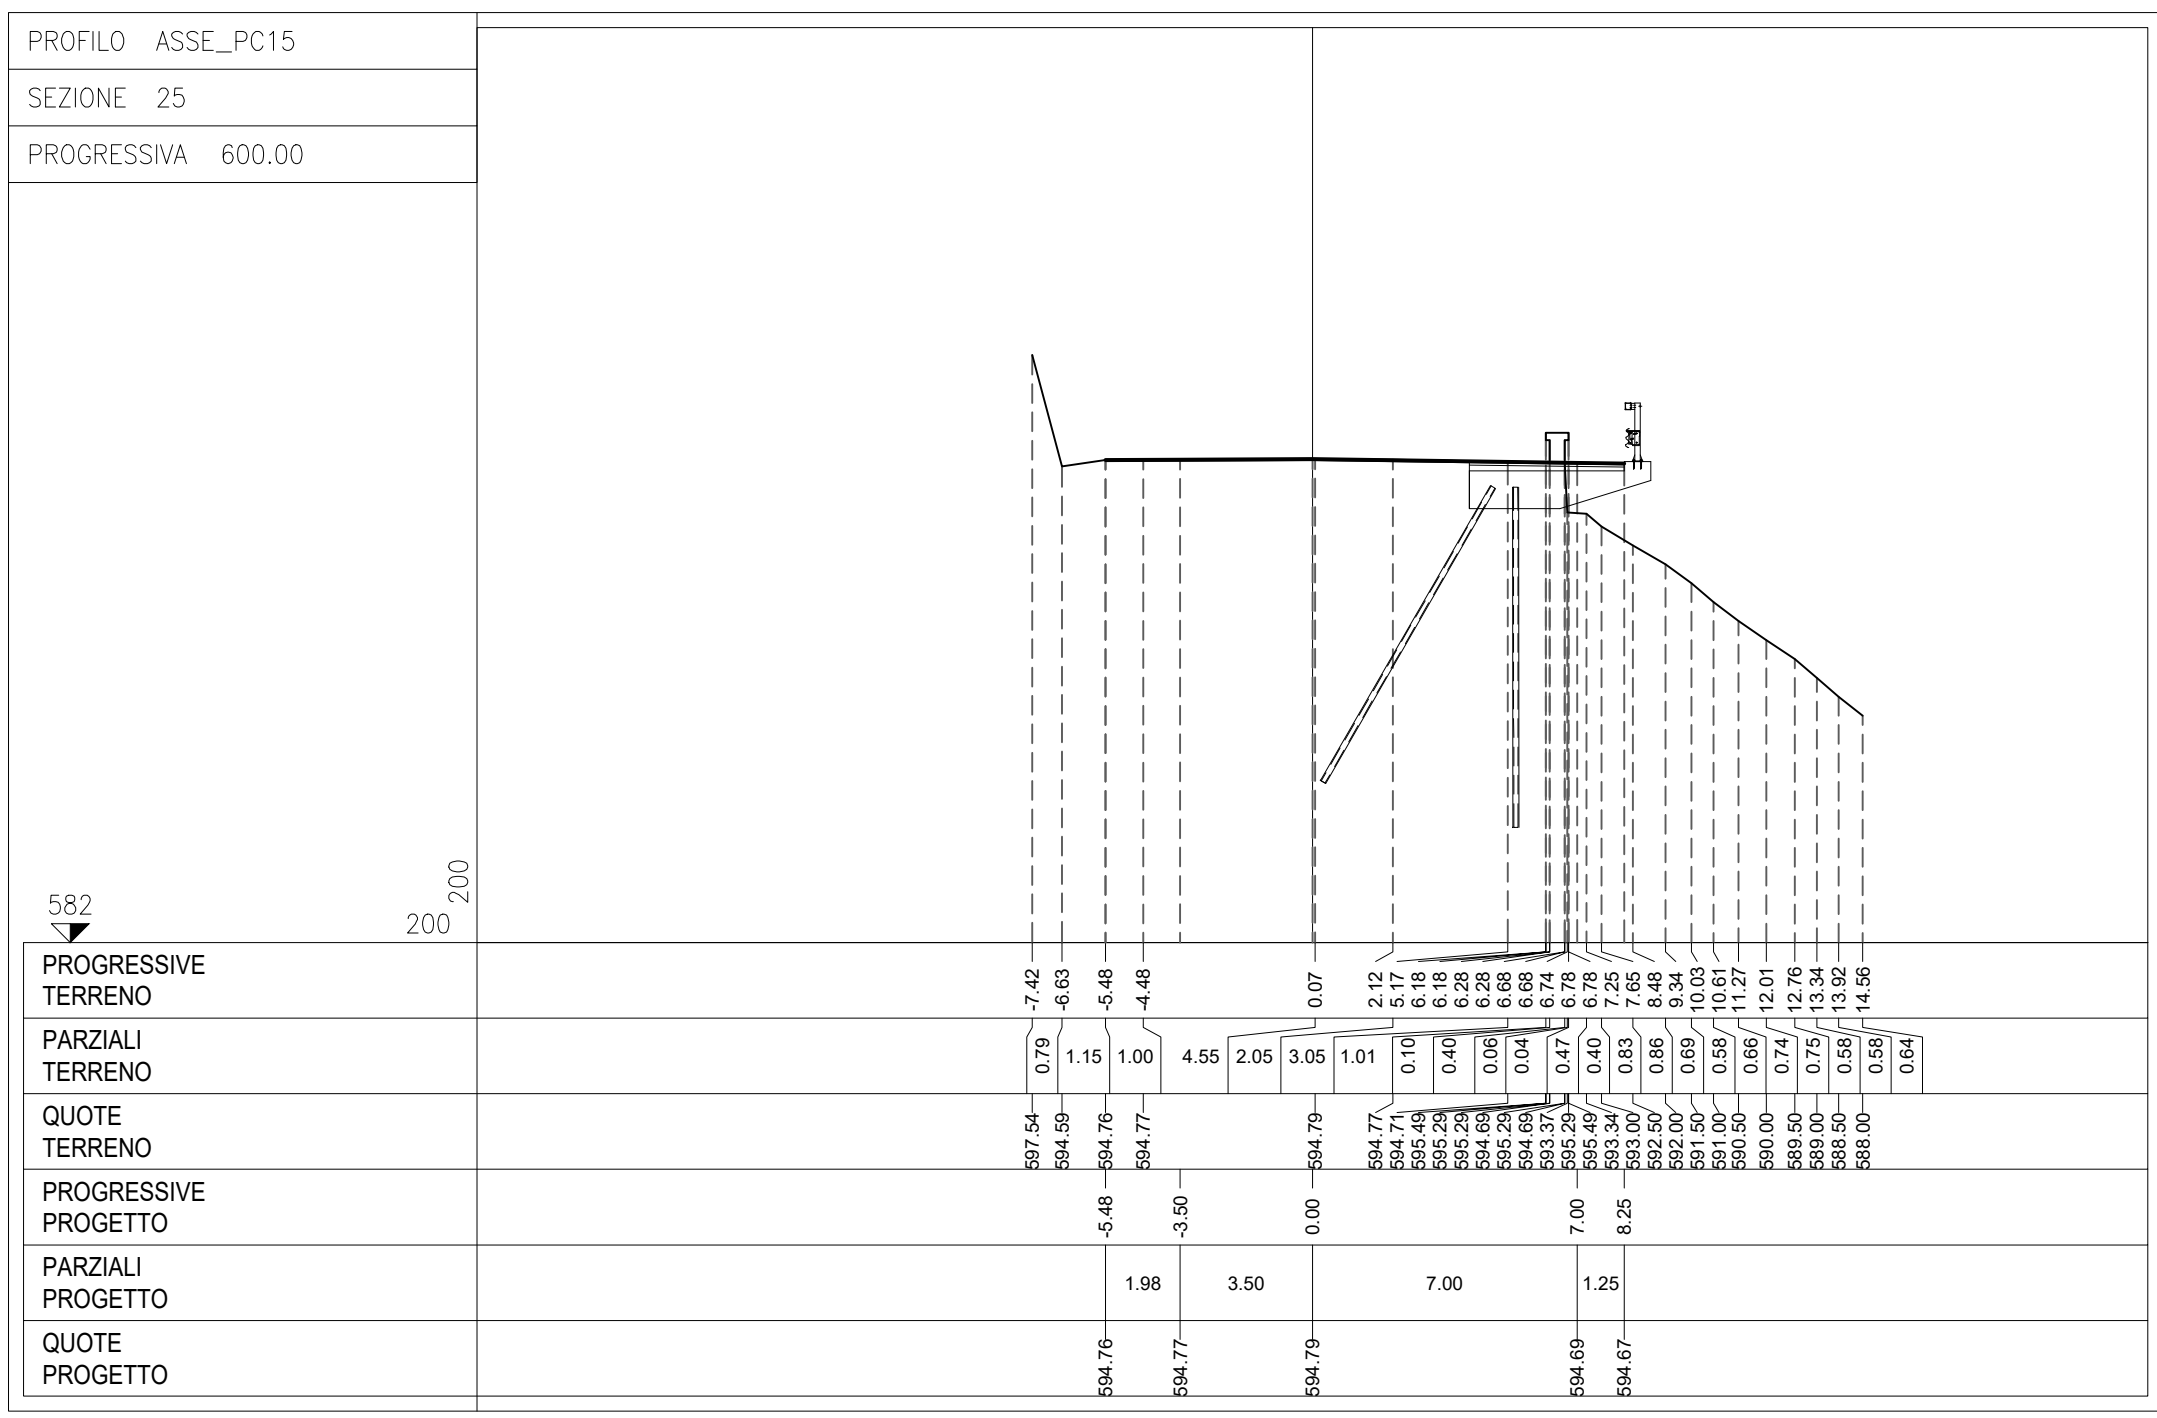 PROFILO ASSE_PC15
SEZIONE 25
PROGRESSIVA 600.00
582
200
200
PROGRESSIVE
TERRENO
-7.42 -6.63 -5.48 -4.48 0.07 2.12 5.17 6.18 6.18 6.28 6.28 6.68 6.68 6.74 6.78 6.78 7.25 7.65 8.48 9.34 10.03 10.61 11.27 12.01 12.76 13.34 13.92 14.56
PARZIALI
TERRENO
0.79 1.15 1.00 4.55 2.05 3.05 1.01 0.10 0.40 0.06 0.04 0.47 0.40 0.83 0.86 0.69 0.58 0.66 0.74 0.75 0.58 0.58 0.64
QUOTE
TERRENO
597.54 594.59 594.76 594.77 594.79 594.77 594.71 595.49 595.29 595.29 594.69 595.29 594.69 593.37 595.29 595.49 593.34 593.00 592.50 592.00 591.50 591.00 590.50 590.00 589.50 589.00 588.50 588.00
PROGRESSIVE
PROGETTO
-5.48 -3.50 0.00 7.00 8.25
PARZIALI
PROGETTO
1.98 3.50 7.00 1.25
QUOTE
PROGETTO
594.76 594.77 594.79 594.69 594.67